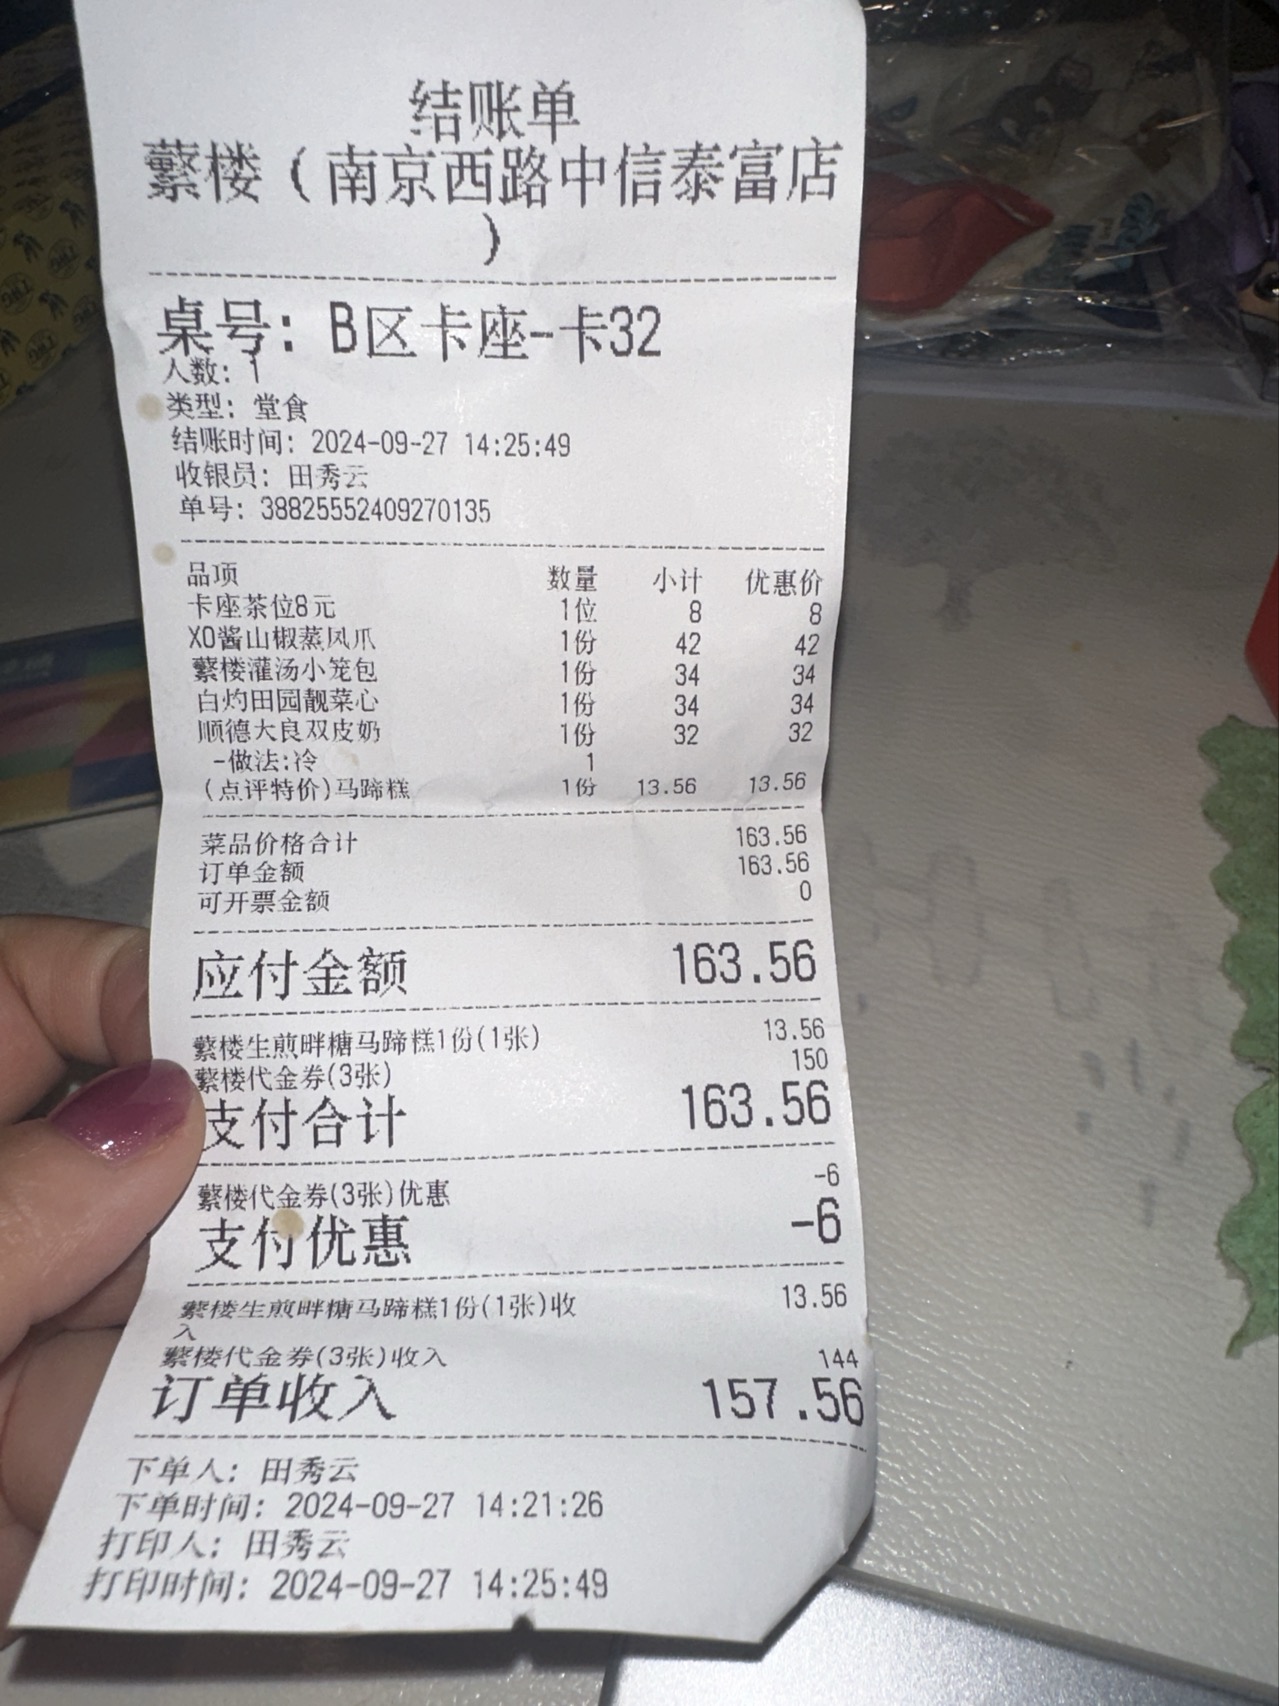 结账单
蘩楼（南京西路中信泰富店
）
桌号: B区卡座-卡32
人数: 1
类型: 堂食
结账时间: 2024-09-27 14:25:49
收银员: 田秀云
单号: 38825552409270135
品项 数量 小计 优惠价
卡座茶位8元 1位 8 8
XO酱山椒蒸凤爪 1份 42 42
蘩楼灌汤小笼包 1份 34 34
白灼田园靓菜心 1份 34 34
顺德大良双皮奶 1份 32 32
-做法:冷 1
(点评特价)马蹄糕 1份 13.56 13.56
菜品价格合计 163.56
订单金额 163.56
可开票金额 0
应付金额 163.56
蘩楼生煎畔糖马蹄糕1份(1张) 13.56
蘩楼代金券(3张) 150
支付合计 163.56
蘩楼代金券(3张)优惠 -6
支付优惠 -6
蘩楼生煎畔糖马蹄糕1份(1张)收 13.56
入
蘩楼代金券(3张)收入 144
订单收入 157.56
下单人: 田秀云
下单时间: 2024-09-27 14:21:26
打印人: 田秀云
打印时间: 2024-09-27 14:25:49